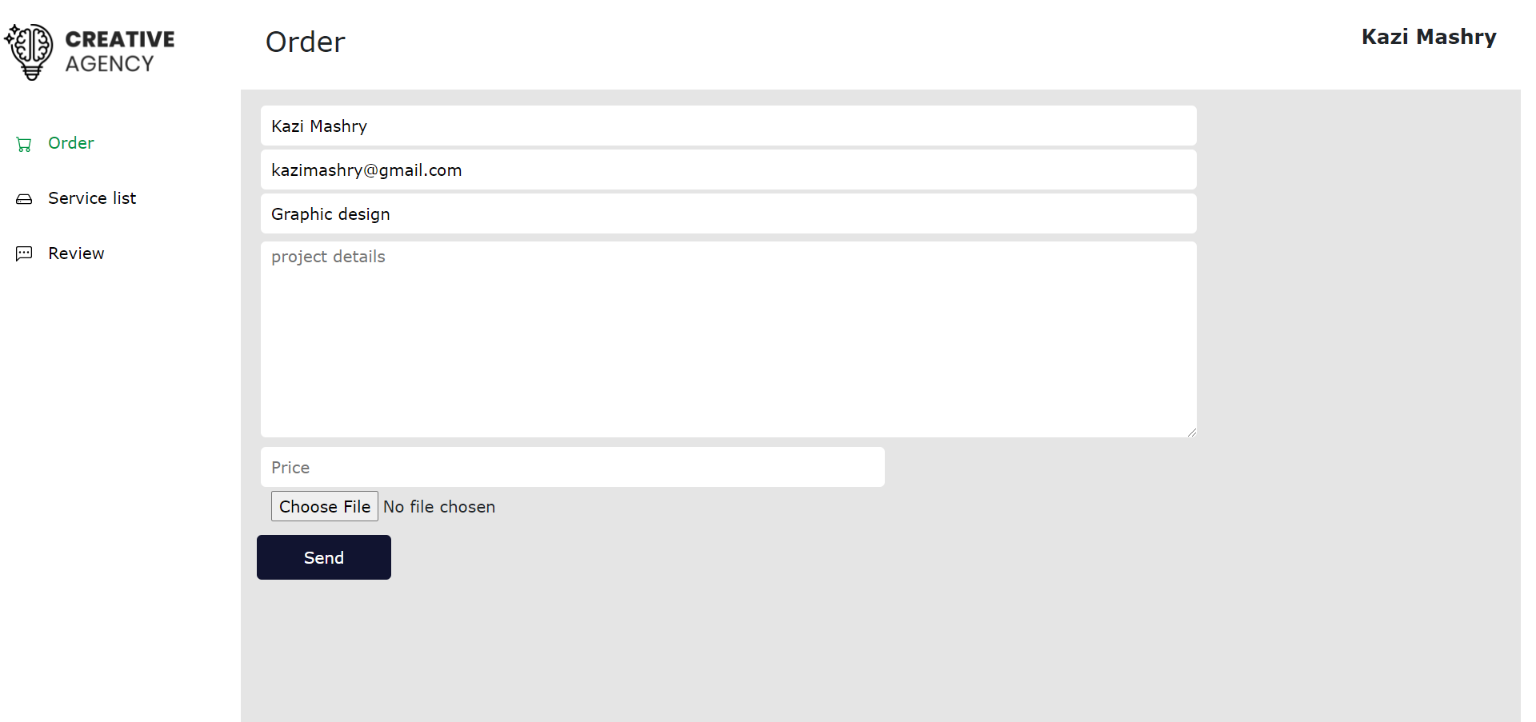 CREATIVE
AGENCY
Order
Kazi Mashry
Order
Service list
Review
Kazi Mashry
kazimashry@gmail.com
Graphic design
project details
Price
Choose File No file chosen
Send